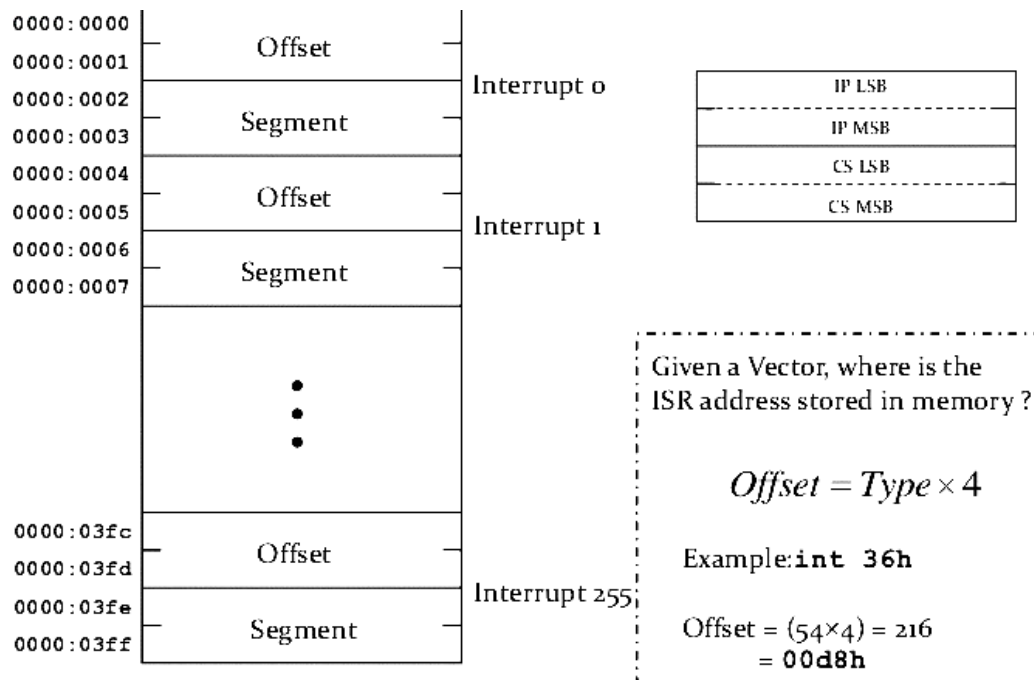 0000:0000
0000:0001
0000:0002
0000:0003
0000:0004
0000:0005
0000:0006
0000:0007
0000:03fc
0000:03fd
0000:03fe
0000:03ff
Offset
Segment
Offset
Segment
Offset
Segment
Interrupt 0
Interrupt 1
Interrupt 255
IP LSB
IP MSB
CS LSB
CS MSB
Given a Vector, where is the
ISR address stored in memory ?
Offset = Type × 4
Example:int 36h
Offset = (54×4) = 216
= 00d8h